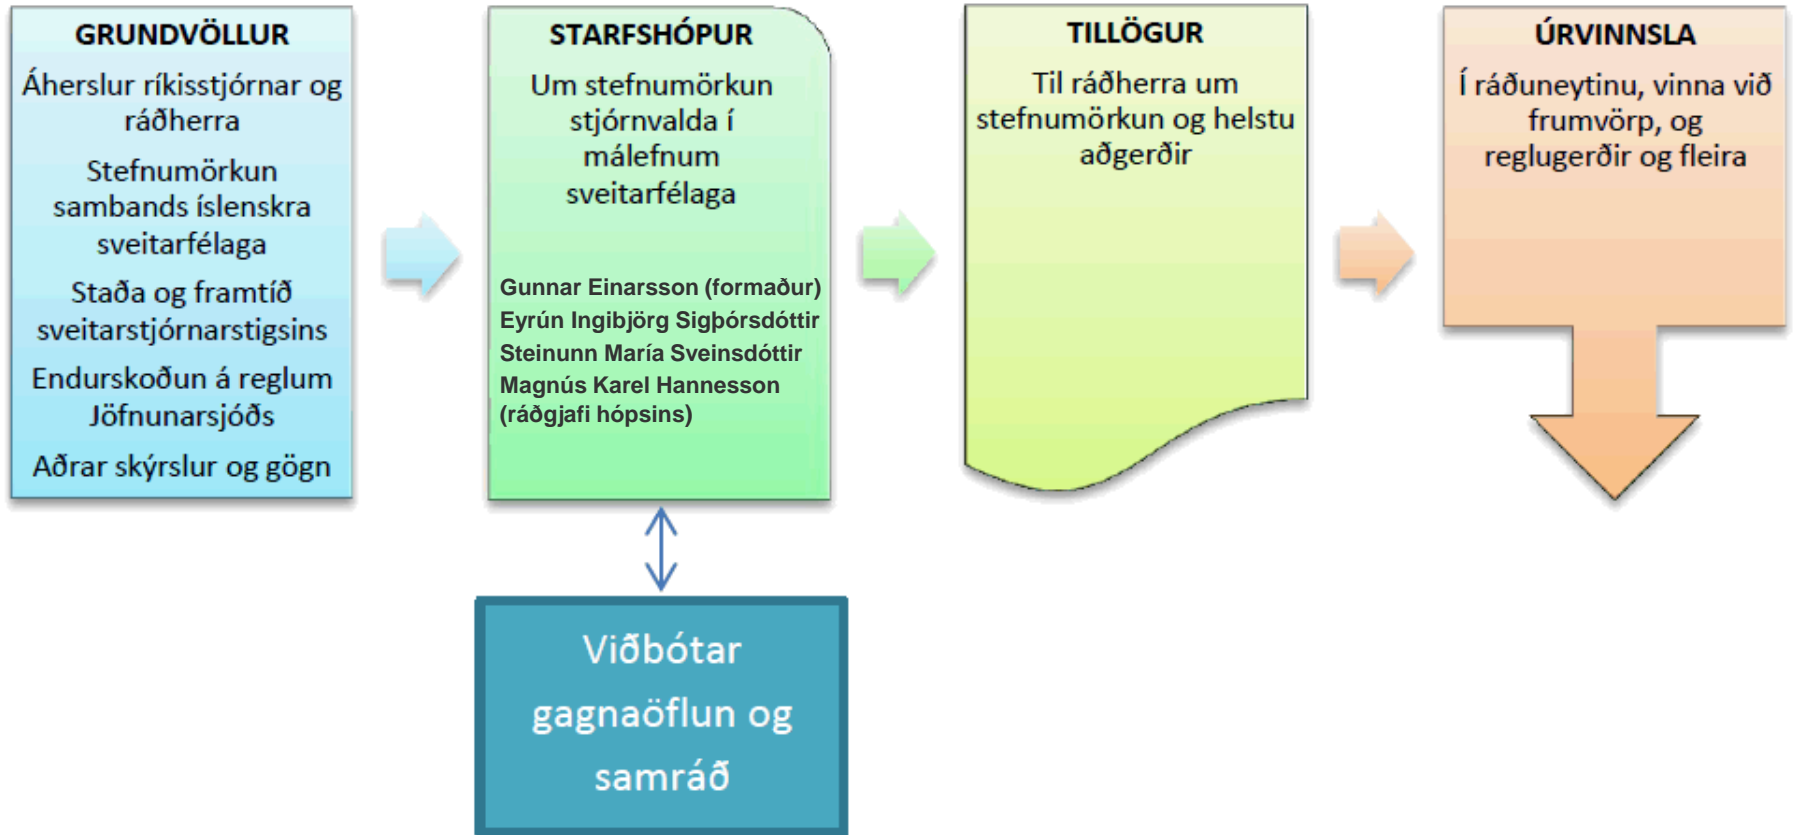 GRUNDVÖLLUR
Áherslur ríkisstjórnar og
ráðherra
Stefnumörkun
sambands íslenskra
sveitarfélaga
Staða og framtíð
sveitarstjórnarstigsins
Endurskoðun á reglum
Jöfnunarsjóðs
Aðrar skýrslur og gögn
STARFSHÓPUR
Um stefnumörkun
stjórnvalda í
málefnum
sveitarfélaga
Gunnar Einarsson (formaður)
Eyrún Ingibjörg Sigþórsdóttir
Steinunn María Sveinsdóttir
Magnús Karel Hannesson
(ráðgjafi hópsins)
Viðbótar
gagnaöflun og
samráð
TILLÖGUR
Til ráðherra um
stefnumörkun og helstu
aðgerðir
ÚRVINNSLA
Í ráðuneytinu, vinna við
frumvörp, og
reglugerðir og fleira